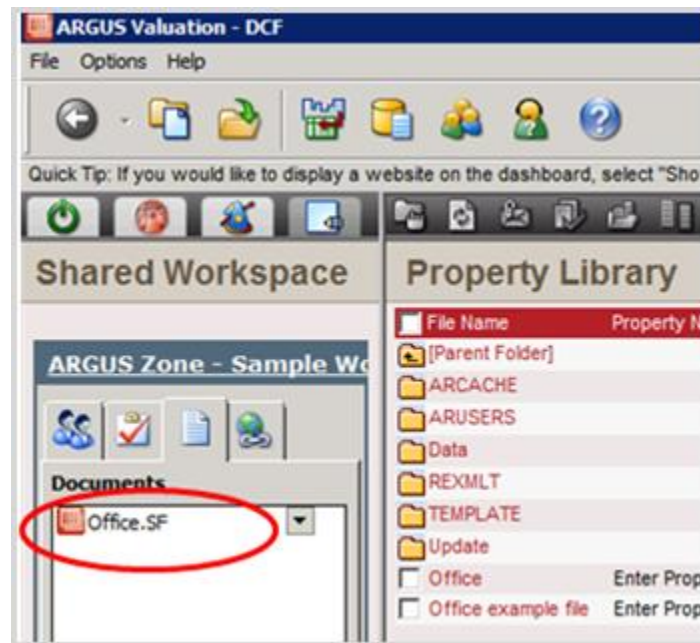 ARGUS Valuation - DCF
File Options Help
Quick Tip: If you would like to display a website on the dashboard, select "Sho
Shared Workspace
Property Library
File Name Property N
[Parent Folder]
ARGUS Zone - Sample Wo
ARCACHE
ARUSERS
Data
Documents
REXMLT
Office.SF
TEMPLATE
Update
Office Enter Prop
Office example file Enter Prop